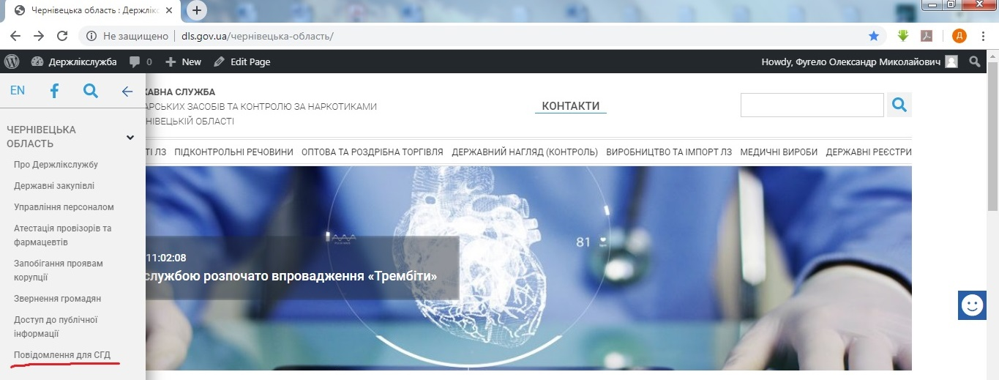 Чернівецька область : Держлікс
Не защищено
dls.gov.ua/чернівецька-область/
Д
Держлікслужба
0
New
Edit Page
Howdy, Фугело Олександр Миколайович
EN
ЖАВНА СЛУЖБА
АРСЬКИХ ЗАСОБІВ ТА КОНТРОЛЮ ЗА НАРКОТИКАМИ
НІВЕЦЬКІЙ ОБЛАСТІ
КОНТАКТИ
ТІ ЛЗ ПІДКОНТРОЛЬНІ РЕЧОВИНИ ОПТОВА ТА РОЗДРІБНА ТОРГІВЛЯ ДЕРЖАВНИЙ НАГЛЯД (КОНТРОЛЬ) ВИРОБНИЦТВО ТА ІМПОРТ ЛЗ МЕДИЧНІ ВИРОБИ ДЕРЖАВНІ РЕЄСТРИ
ЧЕРНІВЕЦЬКА
ОБЛАСТЬ
Про Держлікслужбу
Державні закупівлі
Управління персоналом
Атестація провізорів та
фармацевтів
Запобігання проявам
корупції
Звернення громадян
Доступ до публічної
інформації
Повідомлення для СГД
11:02:08
службою розпочато впровадження «Трембіти»
81